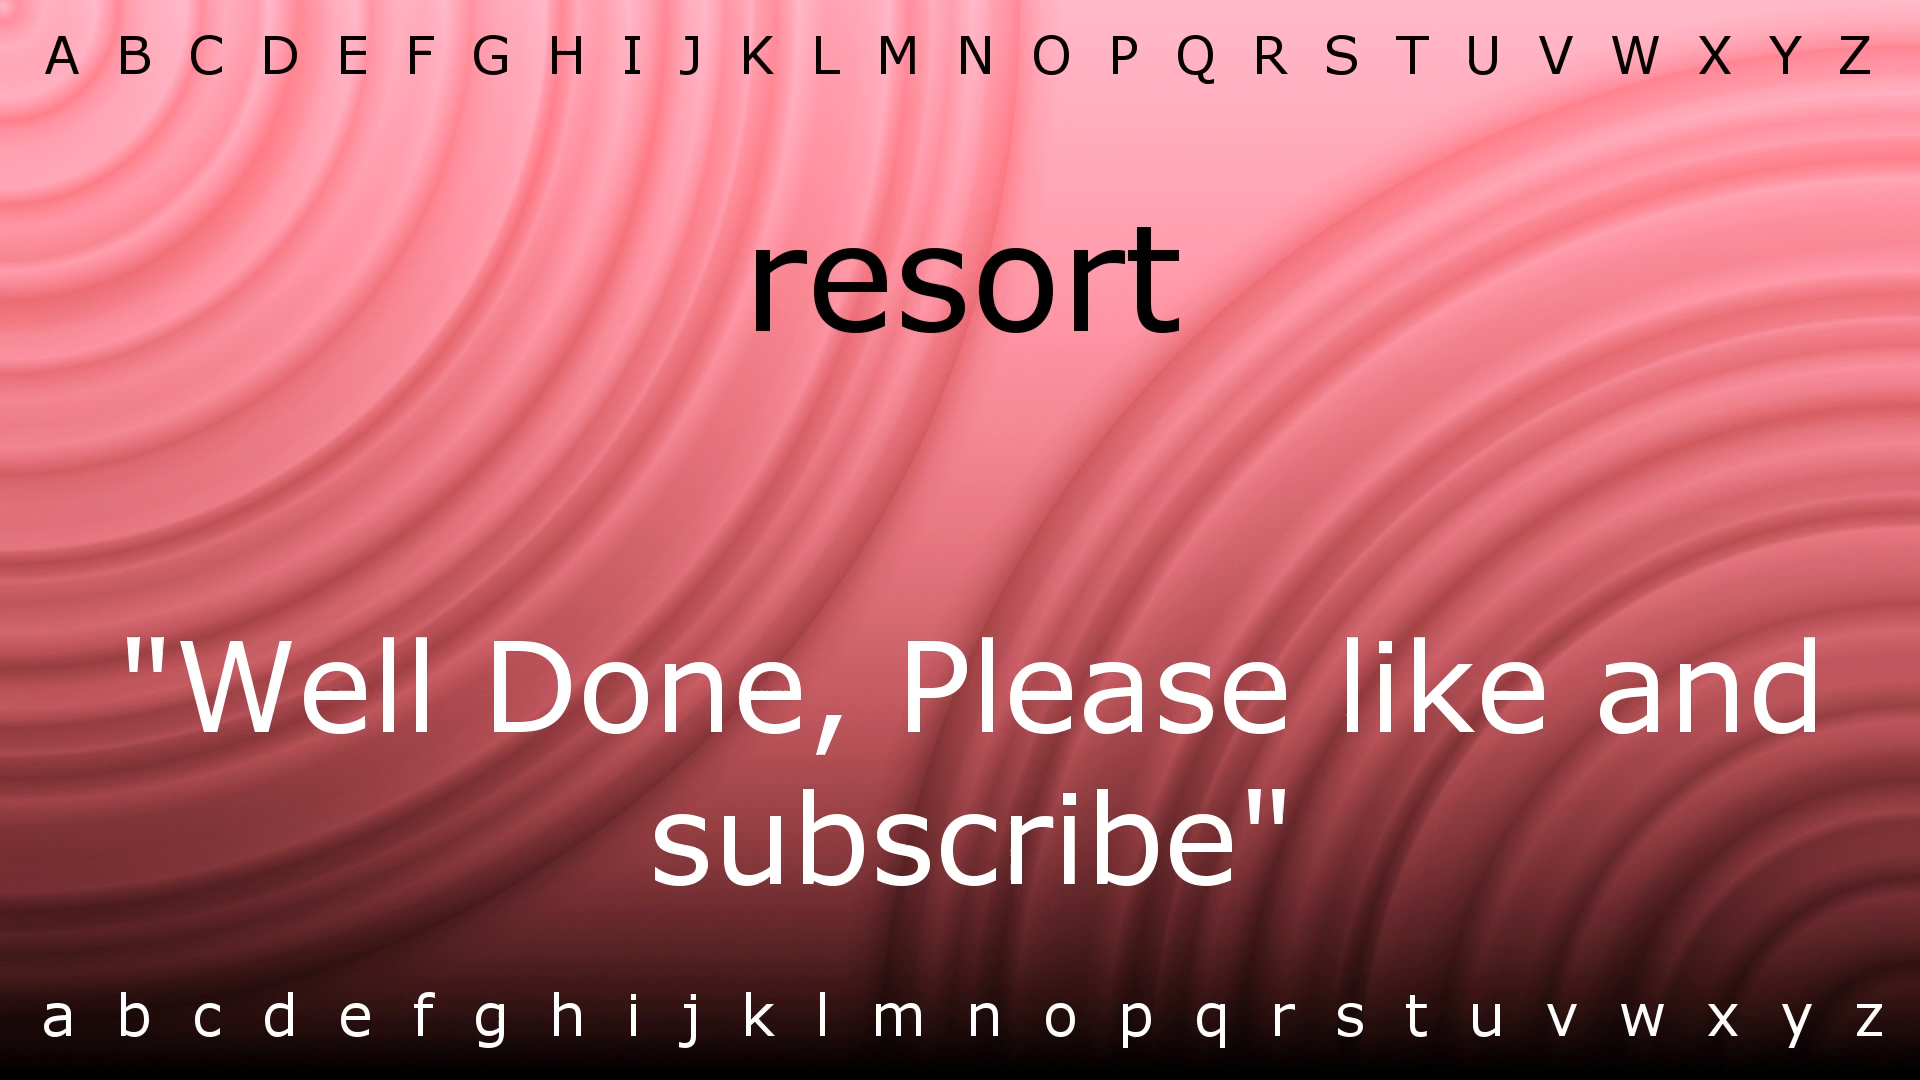 A B C D E F G H I J K L M N O P Q R S T U V W X Y Z
resort
"Well Done, Please like and
subscribe"
a b c d e f g h i j k l m n o p q r s t u v w x y z